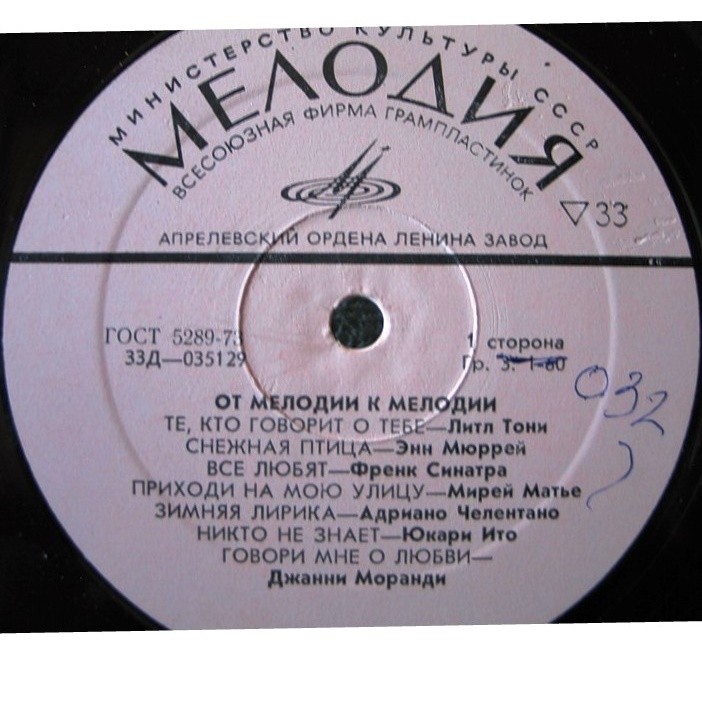 МИНИСТЕРСТВО КУЛЬТУРЫ СССР
МЕЛОДИЯ
ВСЕСОЮЗНАЯ ФИРМА ГРАМПЛАСТИНОК
▽33
АПРЕЛЕВСКИЙ ОРДЕНА ЛЕНИНА ЗАВОД
ГОСТ 5289-73
33Д—035129
1 сторона
Гр. 3. 1-60
032
ОТ МЕЛОДИИ К МЕЛОДИИ
ТЕ, КТО ГОВОРИТ О ТЕБЕ—Литл Тони
СНЕЖНАЯ ПТИЦА—Энн Мюррей
ВСЕ ЛЮБЯТ—Френк Синатра
ПРИХОДИ НА МОЮ УЛИЦУ—Мирей Матье
ЗИМНЯЯ ЛИРИКА—Адриано Челентано
НИКТО НЕ ЗНАЕТ—Юкари Ито
ГОВОРИ МНЕ О ЛЮБВИ—
Джанни Моранди